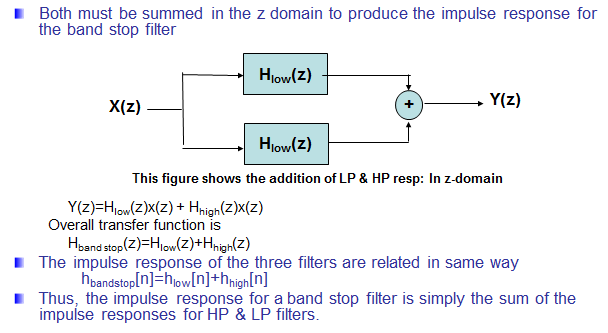 Both must be summed in the z domain to produce the impulse response for
the band stop filter
Hlow(z)
X(z)
+
Y(z)
Hlow(z)
This figure shows the addition of LP & HP resp: In z-domain
Y(z)=Hlow(z)x(z) + Hhigh(z)x(z)
Overall transfer function is
Hband stop(z)=Hlow(z)+Hhigh(z)
The impulse response of the three filters are related in same way
hbandstop[n]=hlow[n]+hhigh[n]
Thus, the impulse response for a band stop filter is simply the sum of the
impulse responses for HP & LP filters.